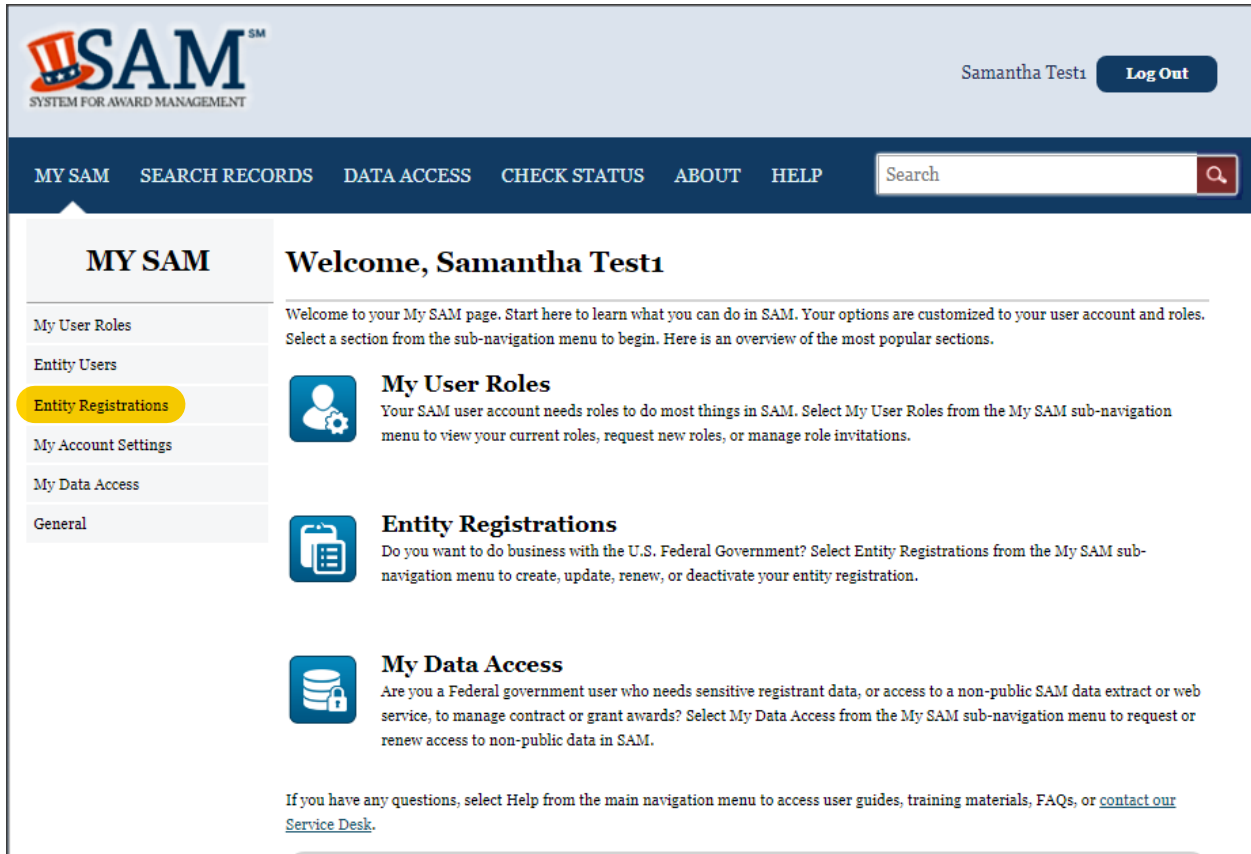 SAM SM
SYSTEM FOR AWARD MANAGEMENT
Samantha Test1
Log Out
MY SAM SEARCH RECORDS DATA ACCESS CHECK STATUS ABOUT HELP Search
MY SAM
My User Roles
Entity Users
Entity Registrations
My Account Settings
My Data Access
General
Welcome, Samantha Test1
Welcome to your My SAM page. Start here to learn what you can do in SAM. Your options are customized to your user account and roles.
Select a section from the sub-navigation menu to begin. Here is an overview of the most popular sections.
My User Roles
Your SAM user account needs roles to do most things in SAM. Select My User Roles from the My SAM sub-navigation
menu to view your current roles, request new roles, or manage role invitations.
Entity Registrations
Do you want to do business with the U.S. Federal Government? Select Entity Registrations from the My SAM sub-
navigation menu to create, update, renew, or deactivate your entity registration.
My Data Access
Are you a Federal government user who needs sensitive registrant data, or access to a non-public SAM data extract or web
service, to manage contract or grant awards? Select My Data Access from the My SAM sub-navigation menu to request or
renew access to non-public data in SAM.
If you have any questions, select Help from the main navigation menu to access user guides, training materials, FAQs, or contact our
Service Desk.